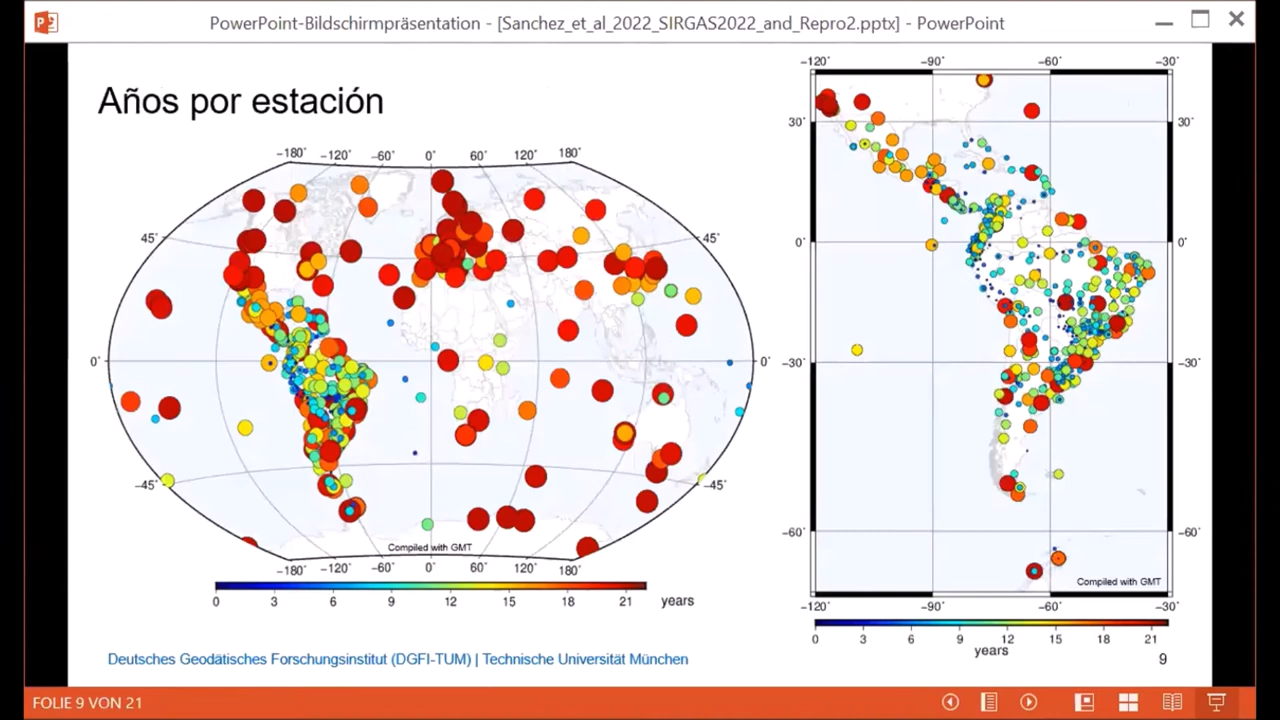 PowerPoint-Bildschirmpräsentation - [Sanchez_et_al_2022_SIRGAS2022_and_Repro2.pptx] - PowerPoint
Años por estación
−180˚ −120˚ −60˚ 0˚ 60˚ 120˚ 180˚
45˚ 45˚
0˚ 0˚
−45˚ −45˚
Compiled with GMT
−180˚ −120˚ −60˚ 0˚ 60˚ 120˚ 180˚
0 3 6 9 12 15 18 21 years
−120˚ −90˚ −60˚ −30˚
30˚ 30˚
0˚ 0˚
−30˚ −30˚
−60˚ −60˚
Compiled with GMT
−120˚ −90˚ −60˚ −30˚
0 3 6 9 12 15 18 21
years
Deutsches Geodätisches Forschungsinstitut (DGFI-TUM) | Technische Universität München
9
FOLIE 9 VON 21